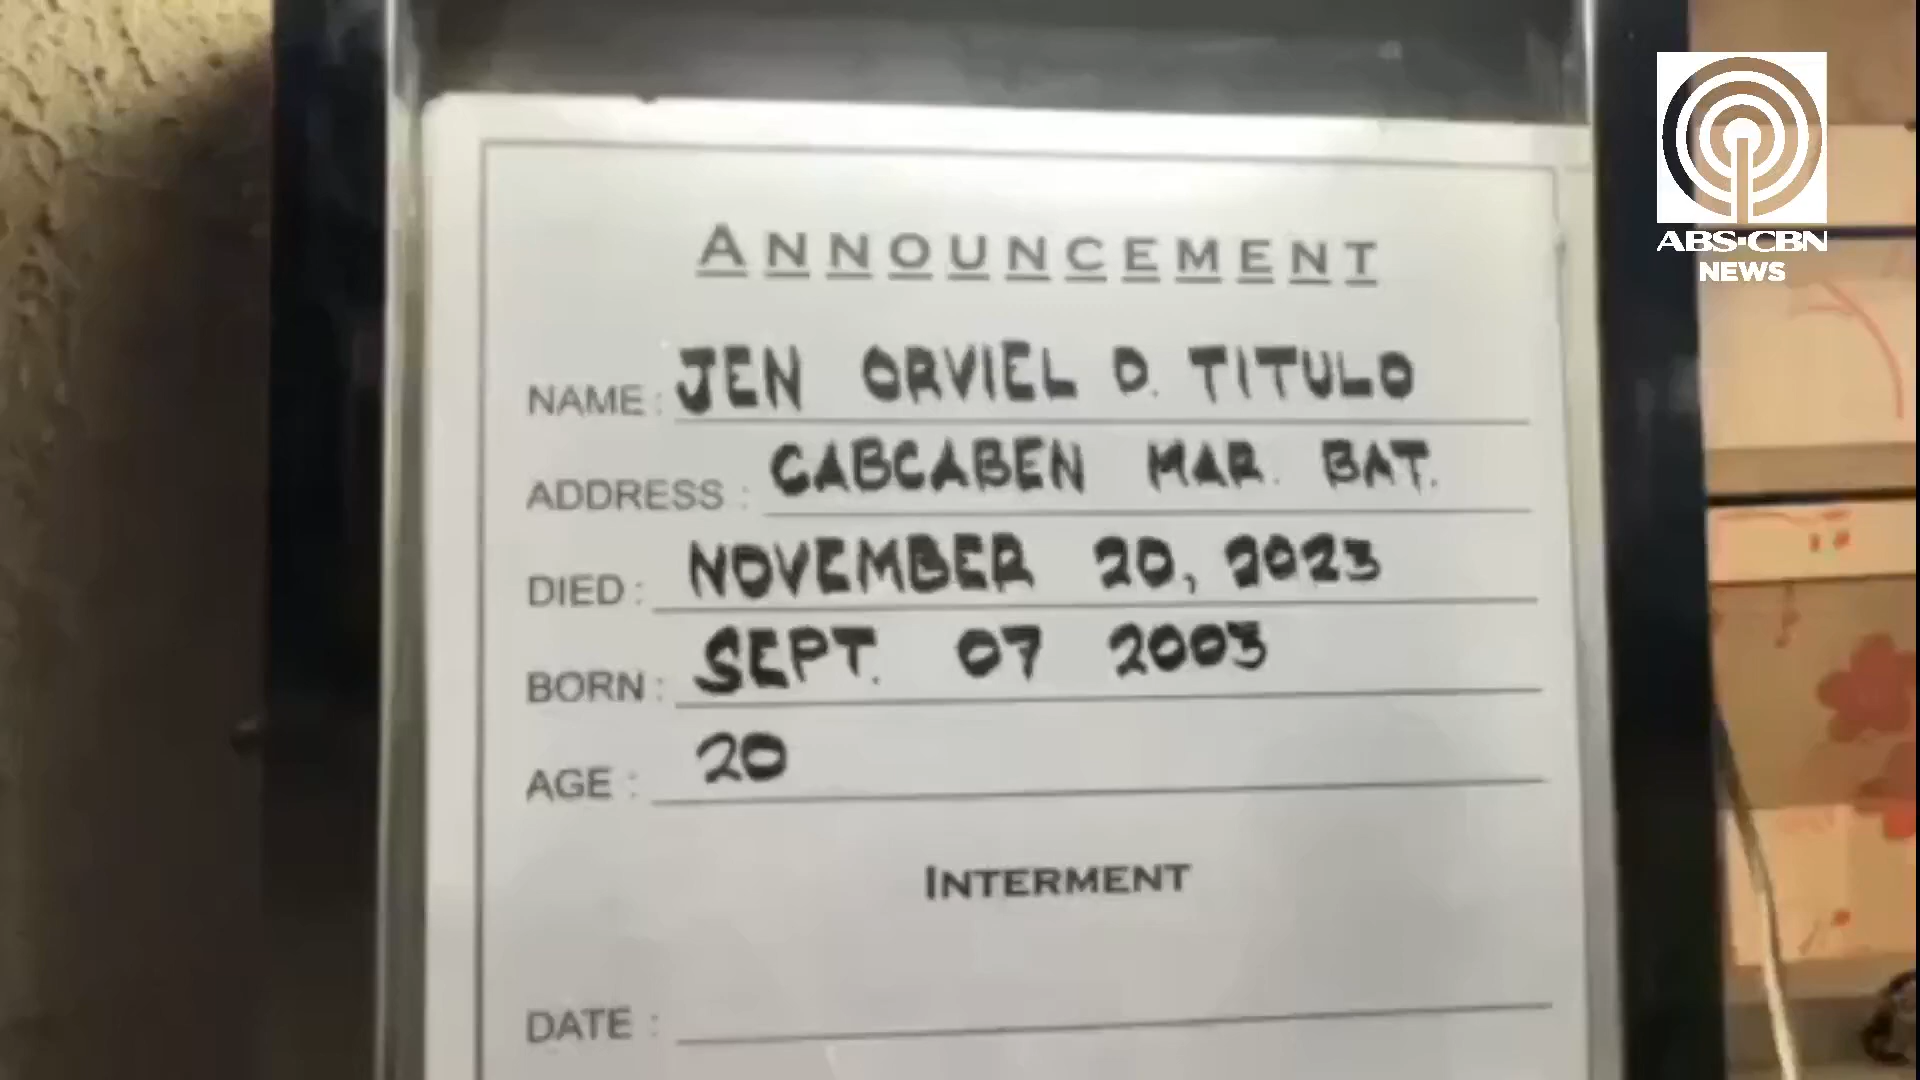 ABS-CBN
NEWS
ANNOUNCEMENT
NAME : JEN ORVIEL D. TITULO
ADDRESS : CABCABEN MAR. BAT.
DIED : NOVEMBER 20, 2023
BORN : SEPT. 07 2003
AGE : 20
INTERMENT
DATE :